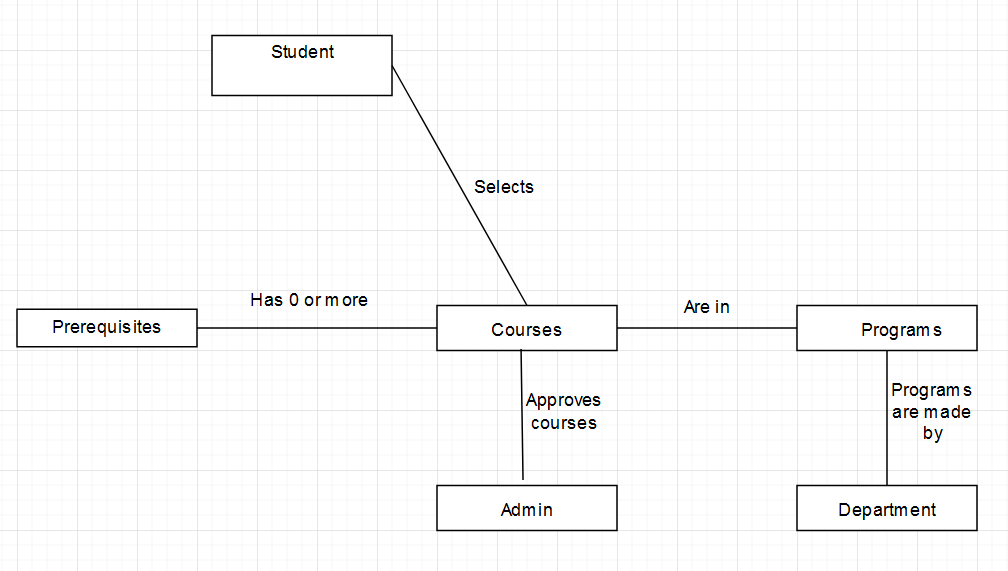 Student
Selects
Has 0 or more
Are in
Prerequisites
Courses
Programs
Approves
courses
Programs
are made
by
Admin
Department